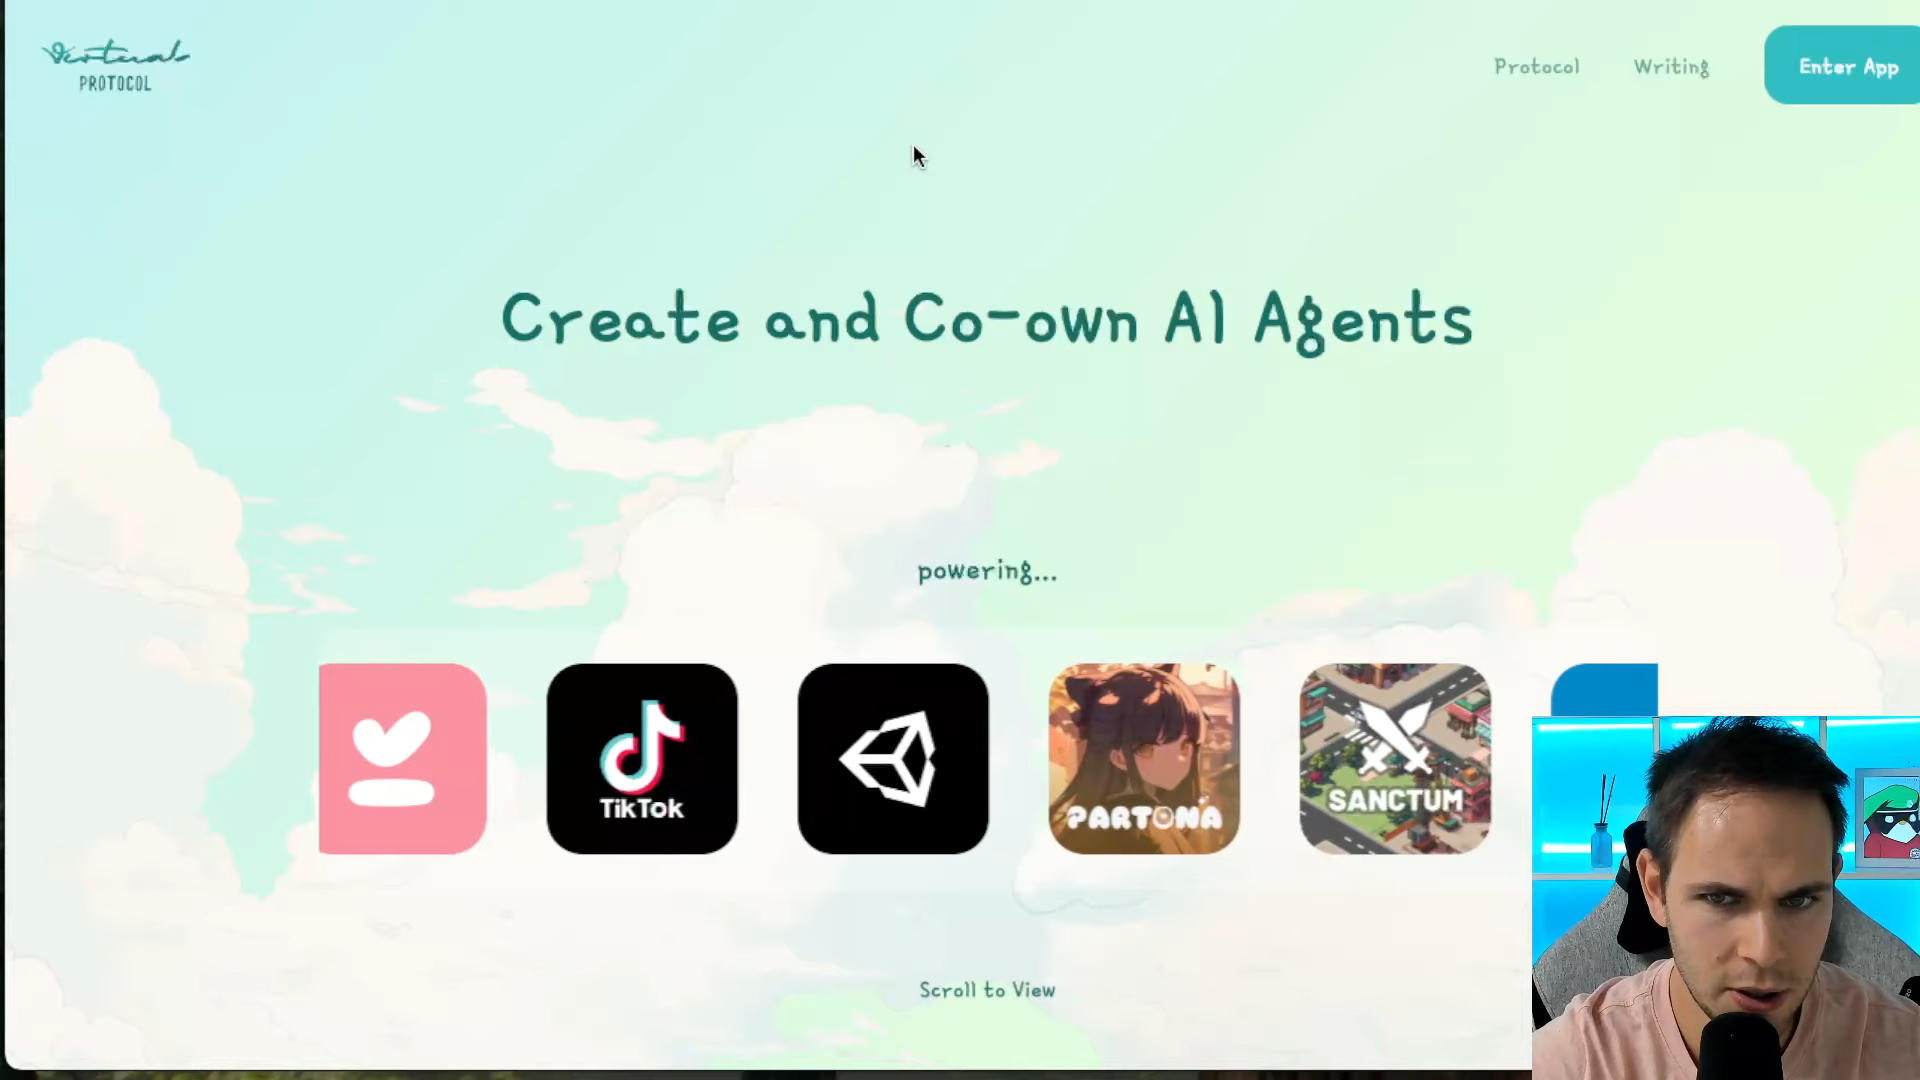 Virtuals
PROTOCOL
Protocol
Writing
Enter App
Create and Co-own AI Agents
powering...
TikTok
PARTONA
SANCTUM
Scroll to View